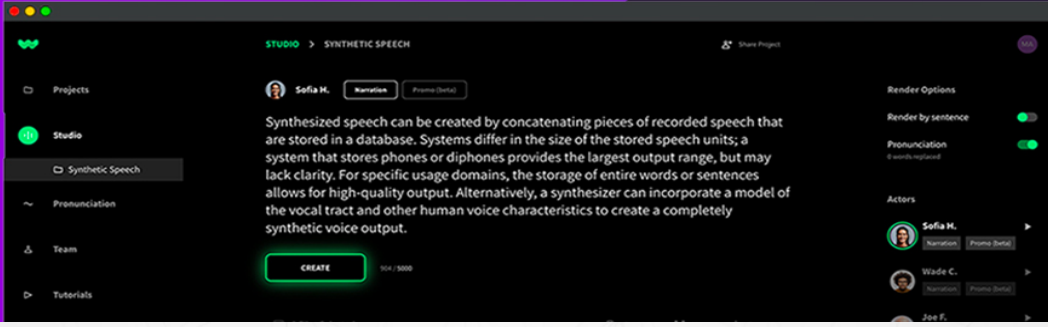 STUDIO > SYNTHETIC SPEECH
Share Project
MA
Projects
Studio
Synthetic Speech
Pronunciation
Team
Tutorials
Sofia H.
Narration
Promo (beta)
Synthesized speech can be created by concatenating pieces of recorded speech that
are stored in a database. Systems differ in the size of the stored speech units; a
system that stores phones or diphones provides the largest output range, but may
lack clarity. For specific usage domains, the storage of entire words or sentences
allows for high-quality output. Alternatively, a synthesizer can incorporate a model of
the vocal tract and other human voice characteristics to create a completely
synthetic voice output.
CREATE
904 / 5000
Render Options
Render by sentence
Pronunciation
0 words replaced
Actors
Sofia H.
Narration
Promo (beta)
Wade C.
Narration
Promo (beta)
Joe F.